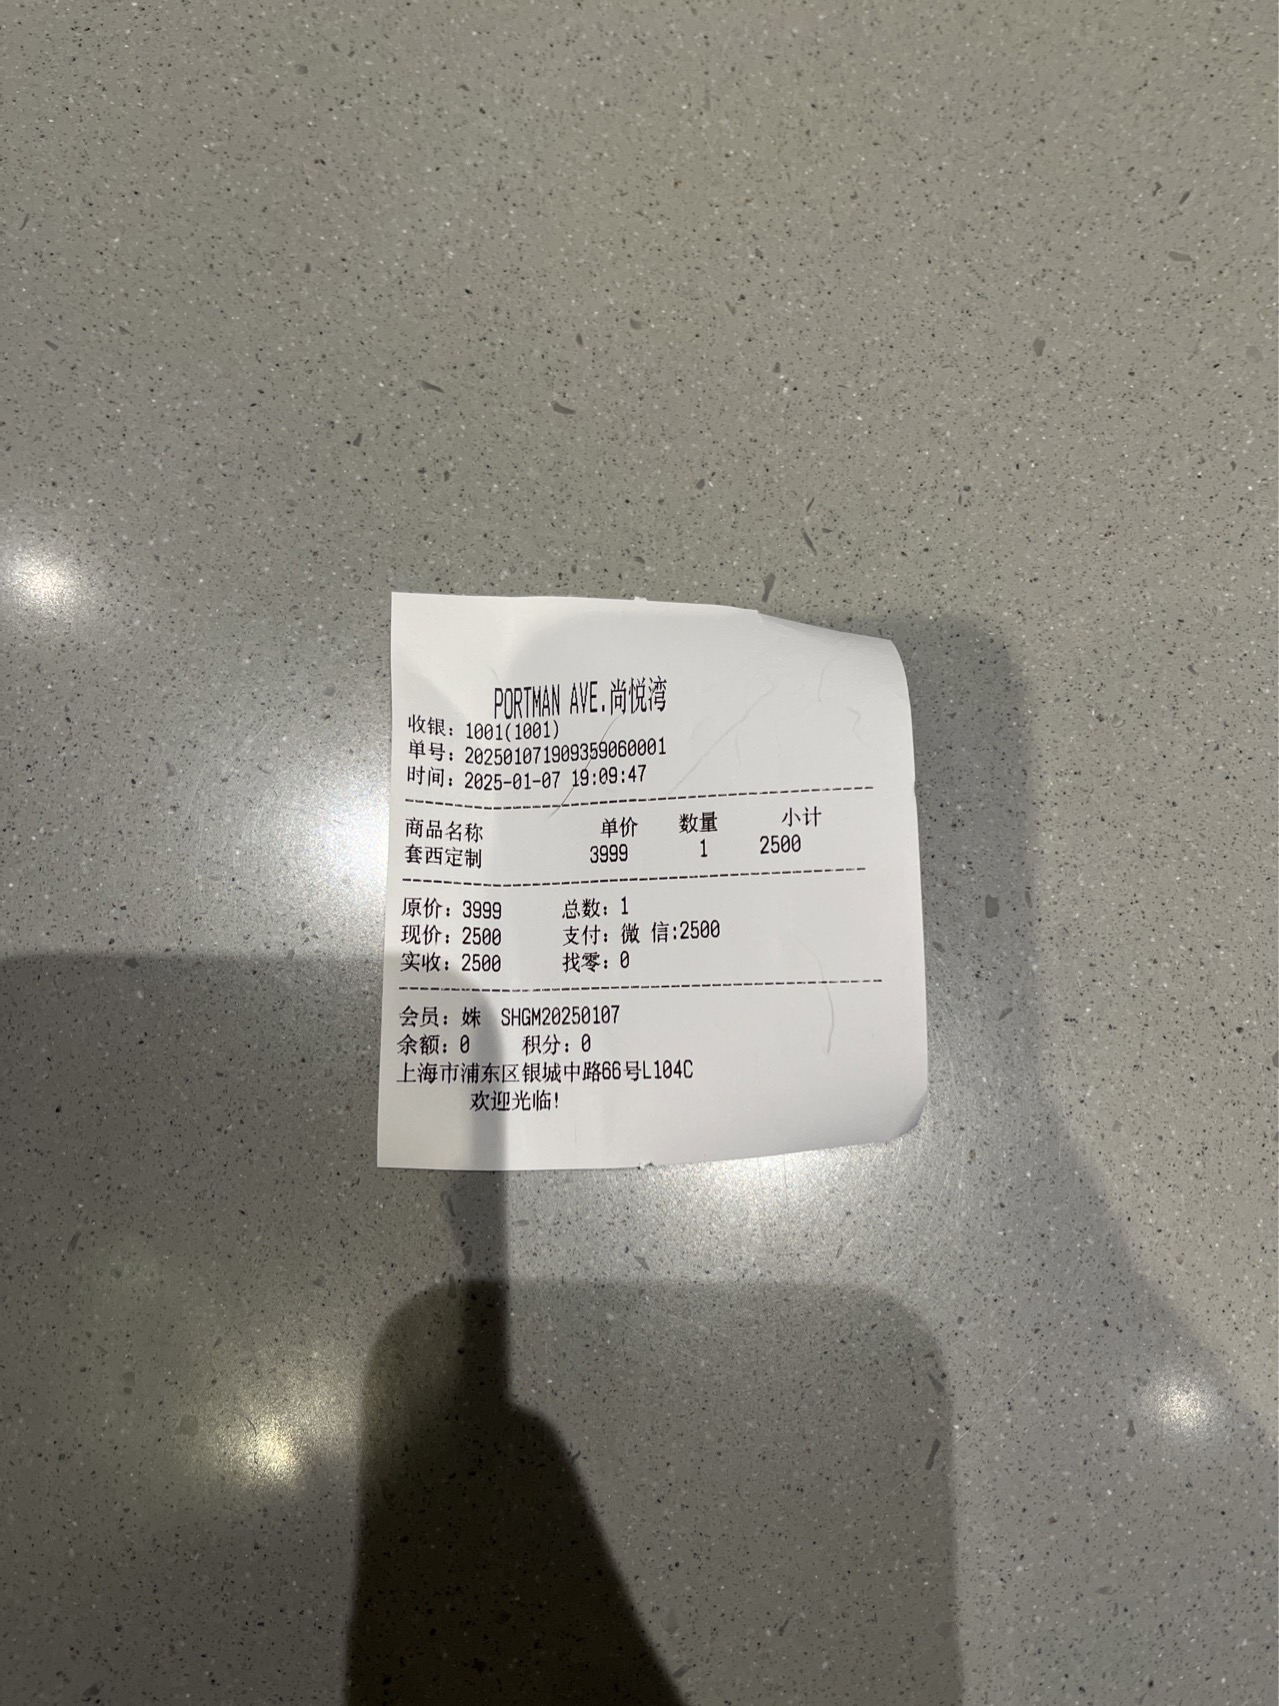 PORTMAN AVE.尚悦湾
收银：1001(1001)
单号：202501071909359060001
时间：2025-01-07 19:09:47
商品名称 单价 数量 小计
套西定制 3999 1 2500
原价：3999 总数：1
现价：2500 支付：微 信:2500
实收：2500 找零：0
会员：姝 SHGM20250107
余额：0 积分：0
上海市浦东区银城中路66号L104C
欢迎光临!